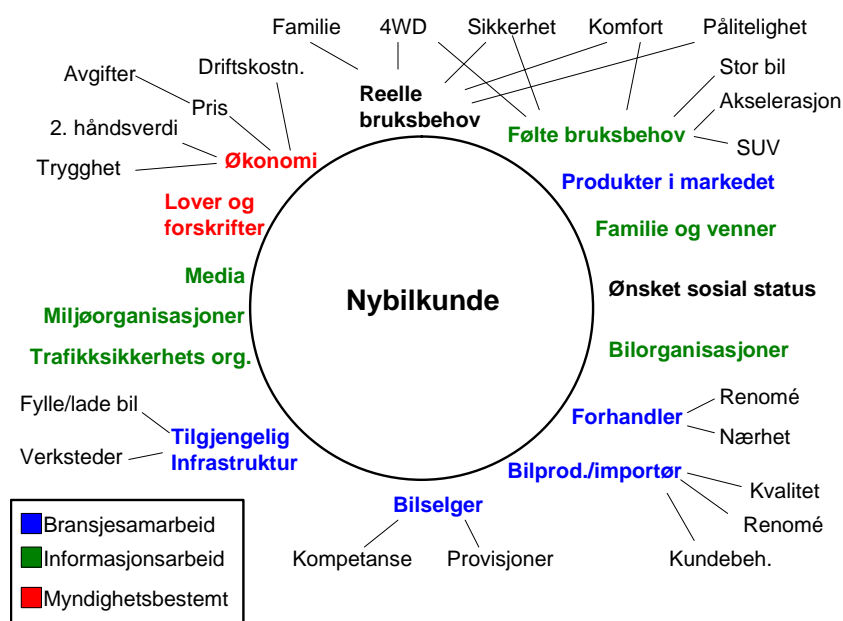 Familie
4WD
Sikkerhet
Komfort
Pålitelighet
Avgifter
Driftskostn.
Stor bil
Pris
Reelle
bruksbehov
Akselerasjon
2. håndsverdi
Følte bruksbehov
SUV
Trygghet
Økonomi
Produkter i markedet
Lover og
forskrifter
Familie og venner
Media
Nybilkunde
Ønsket sosial status
Miljøorganisasjoner
Trafikksikkerhets org.
Bilorganisasjoner
Fylle/lade bil
Renomé
Forhandler
Tilgjengelig
Infrastruktur
Nærhet
Verksteder
Bilprod./importør
Kvalitet
Bilselger
Renomé
Bransjesamarbeid
Kompetanse
Provisjoner
Kundebeh.
Informasjonsarbeid
Myndighetsbestemt